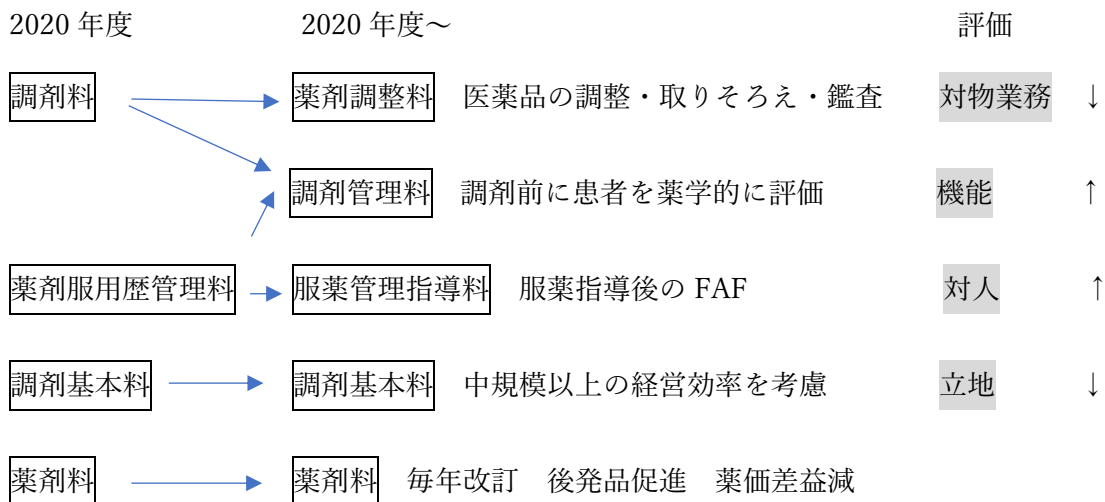 2020 年度 2020 年度～ 評価
調剤料 薬剤調整料 医薬品の調整・取りそろえ・鑑査 対物業務 ↓
調剤管理料 調剤前に患者を薬学的に評価 機能 ↑
薬剤服用歴管理料 服薬管理指導料 服薬指導後の FAF 対人 ↑
調剤基本料 調剤基本料 中規模以上の経営効率を考慮 立地 ↓
薬剤料 薬剤料 毎年改訂 後発品促進 薬価差益減